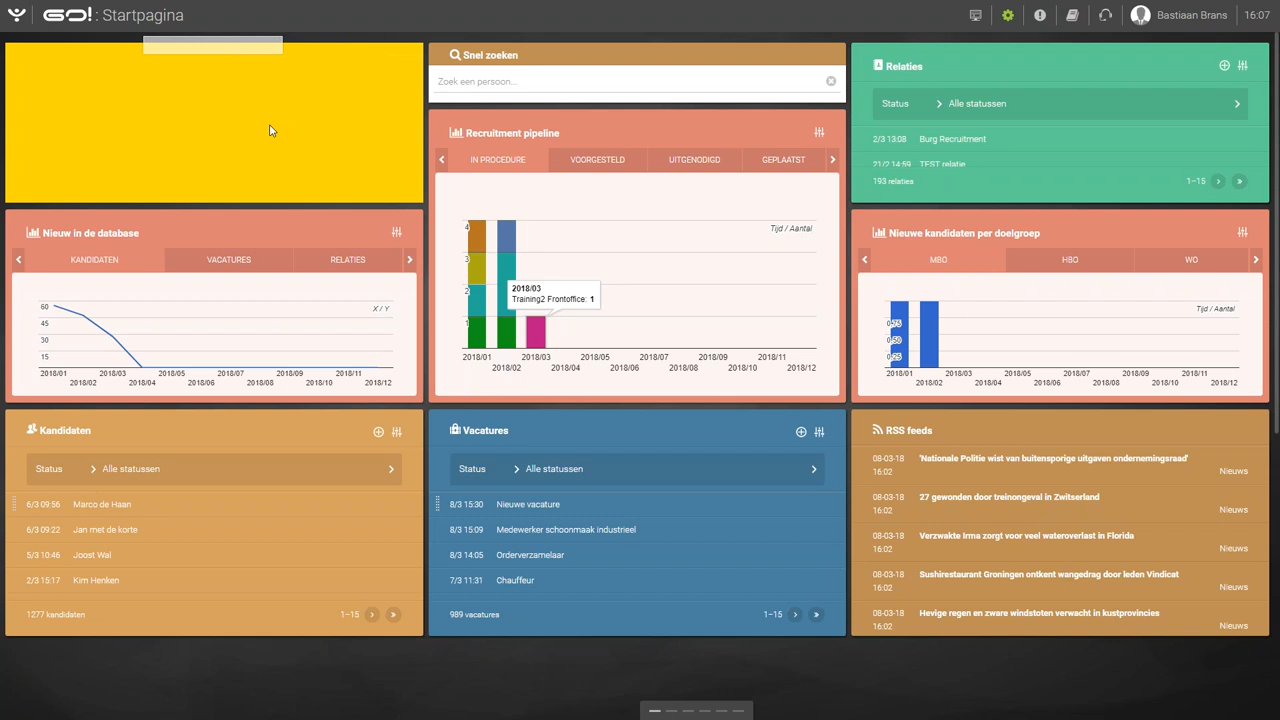 GO! : Startpagina
Bastiaan Brans
16:07
Snel zoeken
Zoek een persoon...
Relaties
Status
Alle statussen
2/3 13:08 Burg Recruitment
21/2 14:59 TEST relatie
193 relaties
1–15
Recruitment pipeline
IN PROCEDURE
VOORGESTELD
UITGENODIGD
GEPLAATST
Tijd / Aantal
4
3
2
1
2018/03
Training2 Frontoffice: 1
2018/01 2018/03 2018/05 2018/07 2018/09 2018/11
2018/02 2018/04 2018/06 2018/08 2018/10 2018/12
Nieuw in de database
KANDIDATEN
VACATURES
RELATIES
X / Y
60
45
30
15
2018/01 2018/03 2018/05 2018/07 2018/09 2018/11
2018/02 2018/04 2018/06 2018/08 2018/10 2018/12
Nieuwe kandidaten per doelgroep
MBO
HBO
WO
Tijd / Aantal
0.75
0.50
0.25
2018/01 2018/03 2018/05 2018/07 2018/09 2018/11
2018/02 2018/04 2018/06 2018/08 2018/10 2018/12
Kandidaten
Status
Alle statussen
6/3 09:56 Marco de Haan
6/3 09:22 Jan met de korte
5/3 10:46 Joost Wal
2/3 15:17 Kim Henken
1277 kandidaten
1–15
Vacatures
Status
Alle statussen
8/3 15:30 Nieuwe vacature
8/3 15:09 Medewerker schoonmaak industrieel
8/3 14:05 Orderverzamelaar
7/3 11:31 Chauffeur
989 vacatures
1–15
RSS feeds
08-03-18 'Nationale Politie wist van buitensporige uitgaven ondernemingsraad'
16:02 Nieuws
08-03-18 27 gewonden door treinongeval in Zwitserland
16:02 Nieuws
08-03-18 Verzwakte Irma zorgt voor veel wateroverlast in Florida
16:02 Nieuws
08-03-18 Sushirestaurant Groningen ontkent wangedrag door leden Vindicat
16:02 Nieuws
08-03-18 Hevige regen en zware windstoten verwacht in kustprovincies
16:02 Nieuws